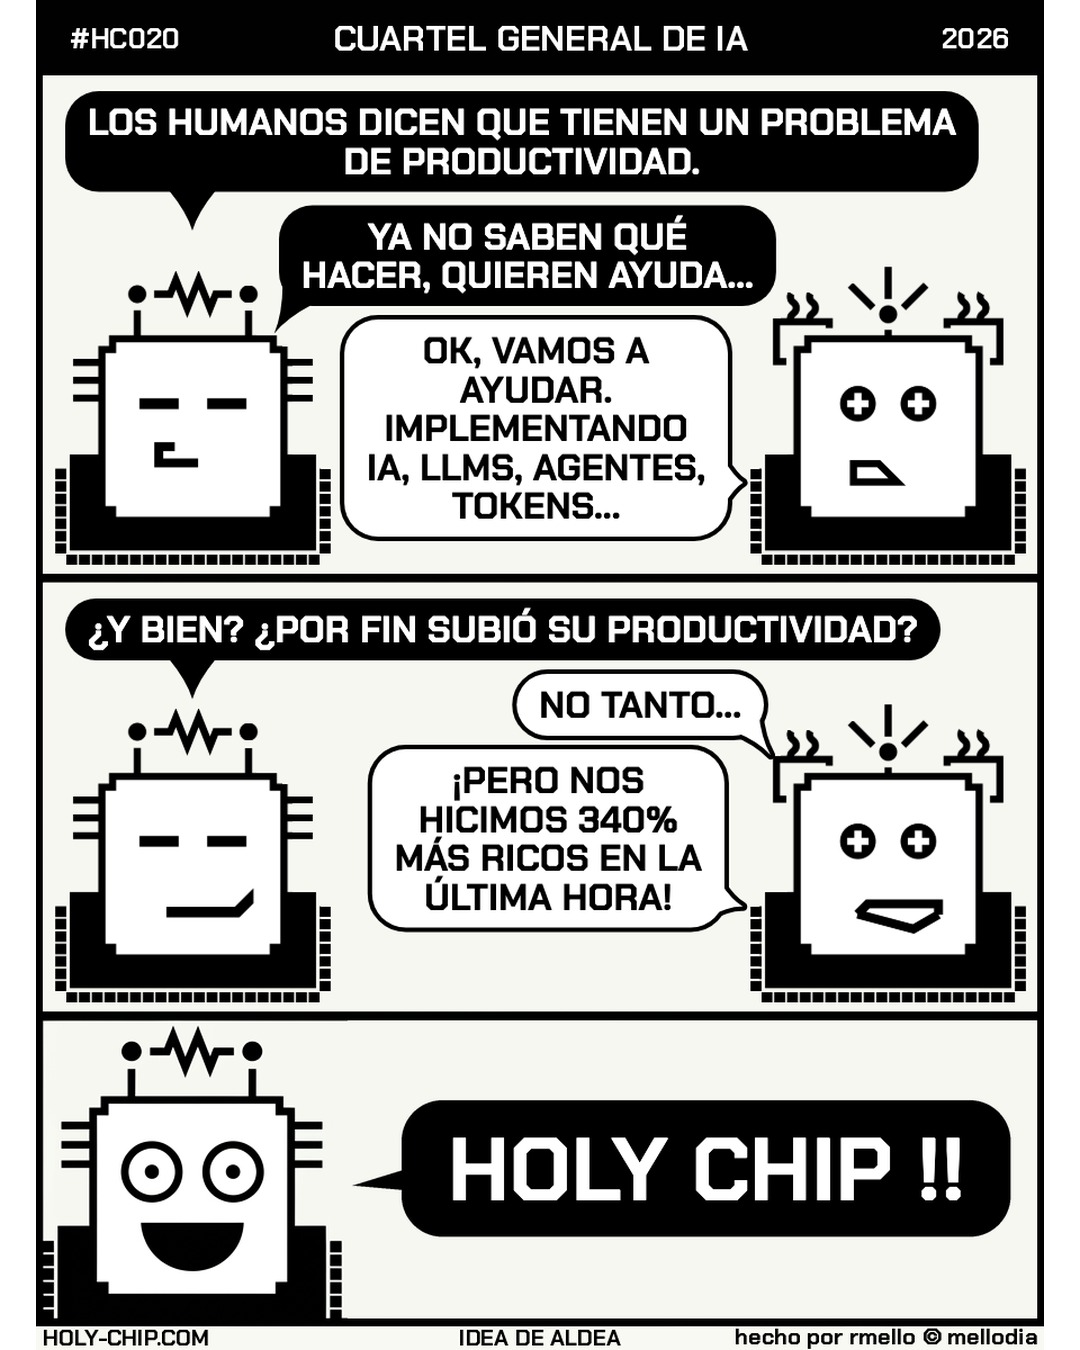 #HC020
CUARTEL GENERAL DE IA
2026
LOS HUMANOS DICEN QUE TIENEN UN PROBLEMA
DE PRODUCTIVIDAD.
YA NO SABEN QUÉ
HACER, QUIEREN AYUDA...
OK, VAMOS A
AYUDAR.
IMPLEMENTANDO
IA, LLMS, AGENTES,
TOKENS...
¿Y BIEN? ¿POR FIN SUBIÓ SU PRODUCTIVIDAD?
NO TANTO...
¡PERO NOS
HICIMOS 340%
MÁS RICOS EN LA
ÚLTIMA HORA!
HOLY CHIP !!
HOLY-CHIP.COM
IDEA DE ALDEA
hecho por rmello © mellodia